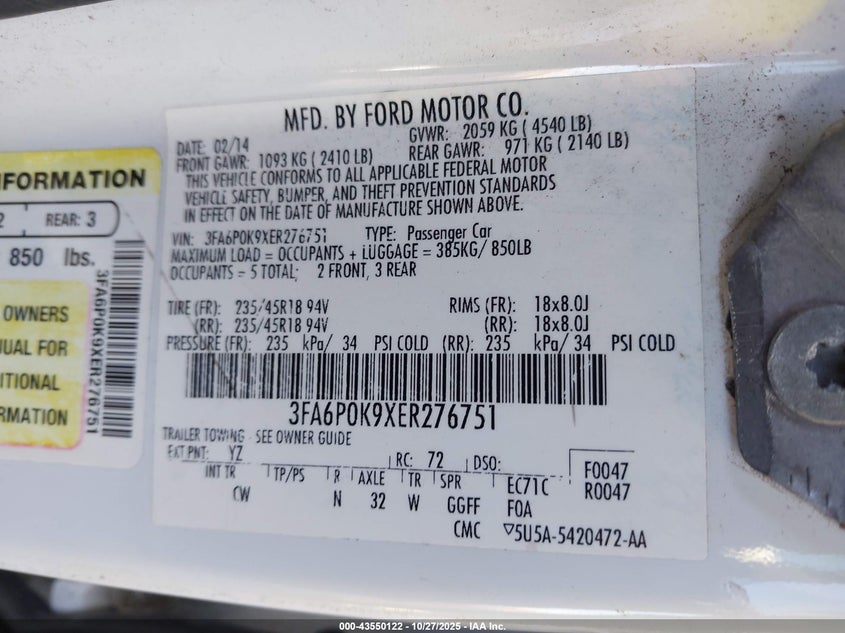 MFD. BY FORD MOTOR CO.
DATE: 02/14 GVWR: 2059 KG ( 4540 LB)
FRONT GAWR: 1093 KG ( 2410 LB) REAR GAWR: 971 KG ( 2140 LB)
THIS VEHICLE CONFORMS TO ALL APPLICABLE FEDERAL MOTOR
VEHICLE SAFETY, BUMPER, AND THEFT PREVENTION STANDARDS
IN EFFECT ON THE DATE OF MANUFACTURE SHOWN ABOVE.
VIN: 3FA6P0K9XER276751 TYPE: Passenger Car
MAXIMUM LOAD = OCCUPANTS + LUGGAGE = 385KG/ 850LB
OCCUPANTS = 5 TOTAL; 2 FRONT, 3 REAR
TIRE (FR): 235/45R18 94V RIMS (FR): 18x8.0J
(RR): 235/45R18 94V (RR): 18x8.0J
PRESSURE (FR): 235 kPa/ 34 PSI COLD (RR): 235 kPa/ 34 PSI COLD
3FA6P0K9XER276751
TRAILER TOWING - SEE OWNER GUIDE
EXT PNT: YZ RC: 72 DSO: F0047
INT TR TP/PS R AXLE TR SPR EC71C R0047
CW N 32 W GGFF FOA
CMC 5U5A-5420472-AA
NFORMATION
2 REAR: 3
850 lbs.
OWNERS
UAL FOR
ITIONAL
RMATION
3FA6P0K9XER276751
000-43550122 - 10/27/2025 - IAA Inc.